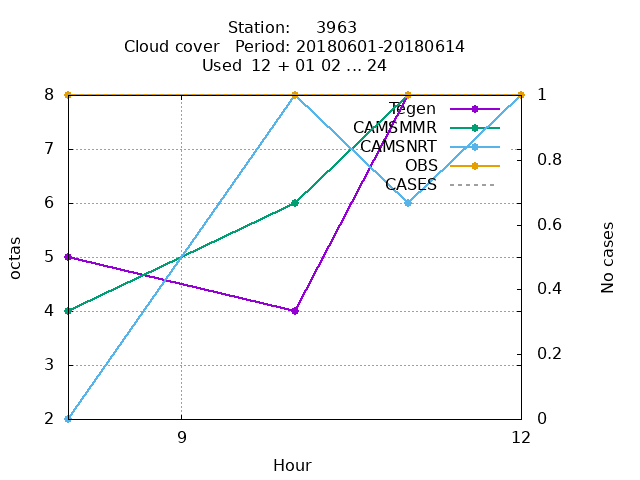 Station: 3963
Cloud cover Period: 20180601-20180614
Used 12 + 01 02 ... 24
8
7
6
5
4
3
2
octas
Tegen
CAMSMMR
CAMSNRT
OBS
CASES
1
0.8
0.6
0.4
0.2
0
No cases
9
12
Hour